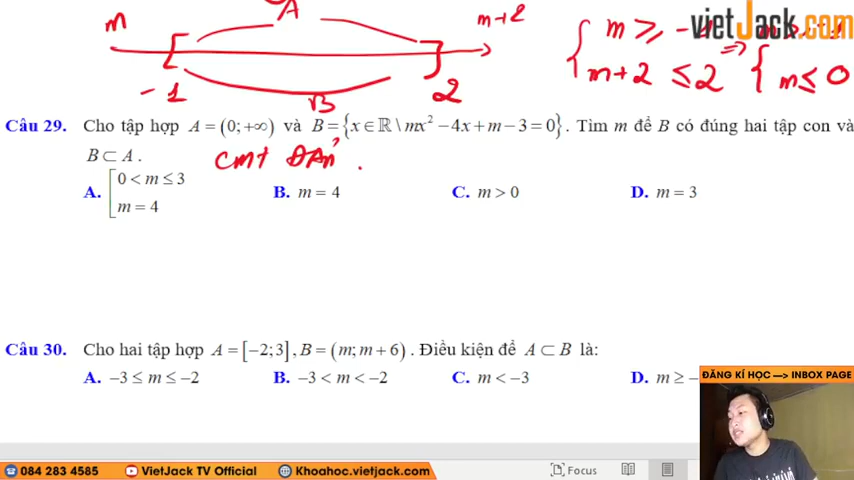 A
m
m+2
-1
2
B
m ≥ -1
m+2 ≤ 2
=>
m ≤ 0
vietJack.com
Câu 29. Cho tập hợp A = (0; +∞) và B = {x ∈ ℝ \ mx² − 4x + m − 3 = 0}. Tìm m để B có đúng hai tập con và
B ⊂ A.
cmt ĐÁn.
A. [0 < m ≤ 3
m = 4
B. m = 4
C. m > 0
D. m = 3
Câu 30. Cho hai tập hợp A = [−2; 3], B = (m; m + 6). Điều kiện để A ⊂ B là:
A. −3 ≤ m ≤ −2
B. −3 < m < −2
C. m < −3
D. m ≥ −
ĐĂNG KÍ HỌC —> INBOX PAGE
084 283 4585
VietJack TV Official
Khoahoc.vietjack.com
Focus